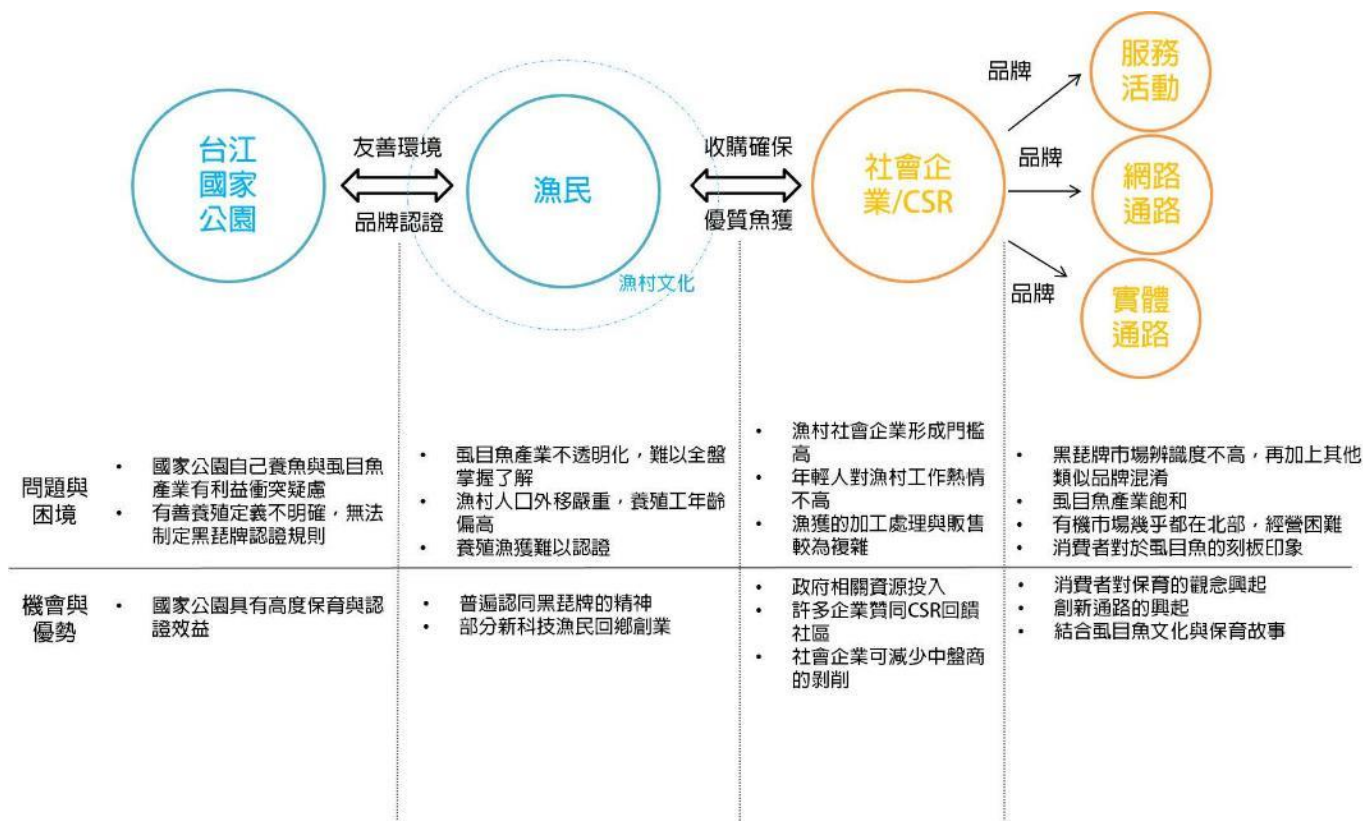 台江
國家
公園
友善環境
品牌認證
漁民
漁村文化
收購確保
優質魚獲
社會企
業/CSR
品牌
品牌
品牌
服務
活動
網路
通路
實體
通路
問題與
困境
• 國家公園自己養魚與虱目魚
產業有利益衝突疑慮
• 有善養殖定義不明確，無法
制定黑琵牌認證規則
• 虱目魚產業不透明化，難以全盤
掌握了解
• 漁村人口外移嚴重，養殖工年齡
偏高
• 養殖漁獲難以認證
• 漁村社會企業形成門檻
高
• 年輕人對漁村工作熱情
不高
• 漁獲的加工處理與販售
較為複雜
• 黑琵牌市場辨識度不高，再加上其他
類似品牌混淆
• 虱目魚產業飽和
• 有機市場幾乎都在北部，經營困難
• 消費者對於虱目魚的刻板印象
機會與
優勢
• 國家公園具有高度保育與認
證效益
• 普遍認同黑琵牌的精神
• 部分新科技漁民回鄉創業
• 政府相關資源投入
• 許多企業贊同CSR回饋
社區
• 社會企業可減少中盤商
的剝削
• 消費者對保育的觀念興起
• 創新通路的興起
• 結合虱目魚文化與保育故事